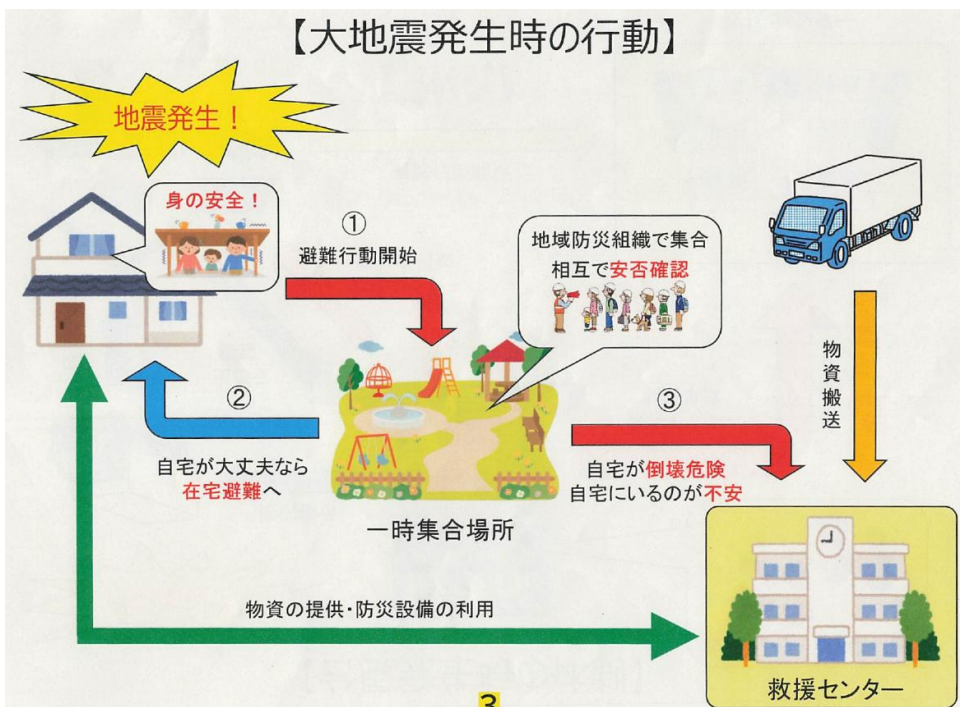 【大地震発生時の行動】
地震発生！
身の安全！
①
避難行動開始
地域防災組織で集合
相互で安否確認
物資搬送
②
自宅が大丈夫なら
在宅避難へ
③
自宅が倒壊危険
自宅にいるのが不安
一時集合場所
物資の提供・防災設備の利用
救援センター
3